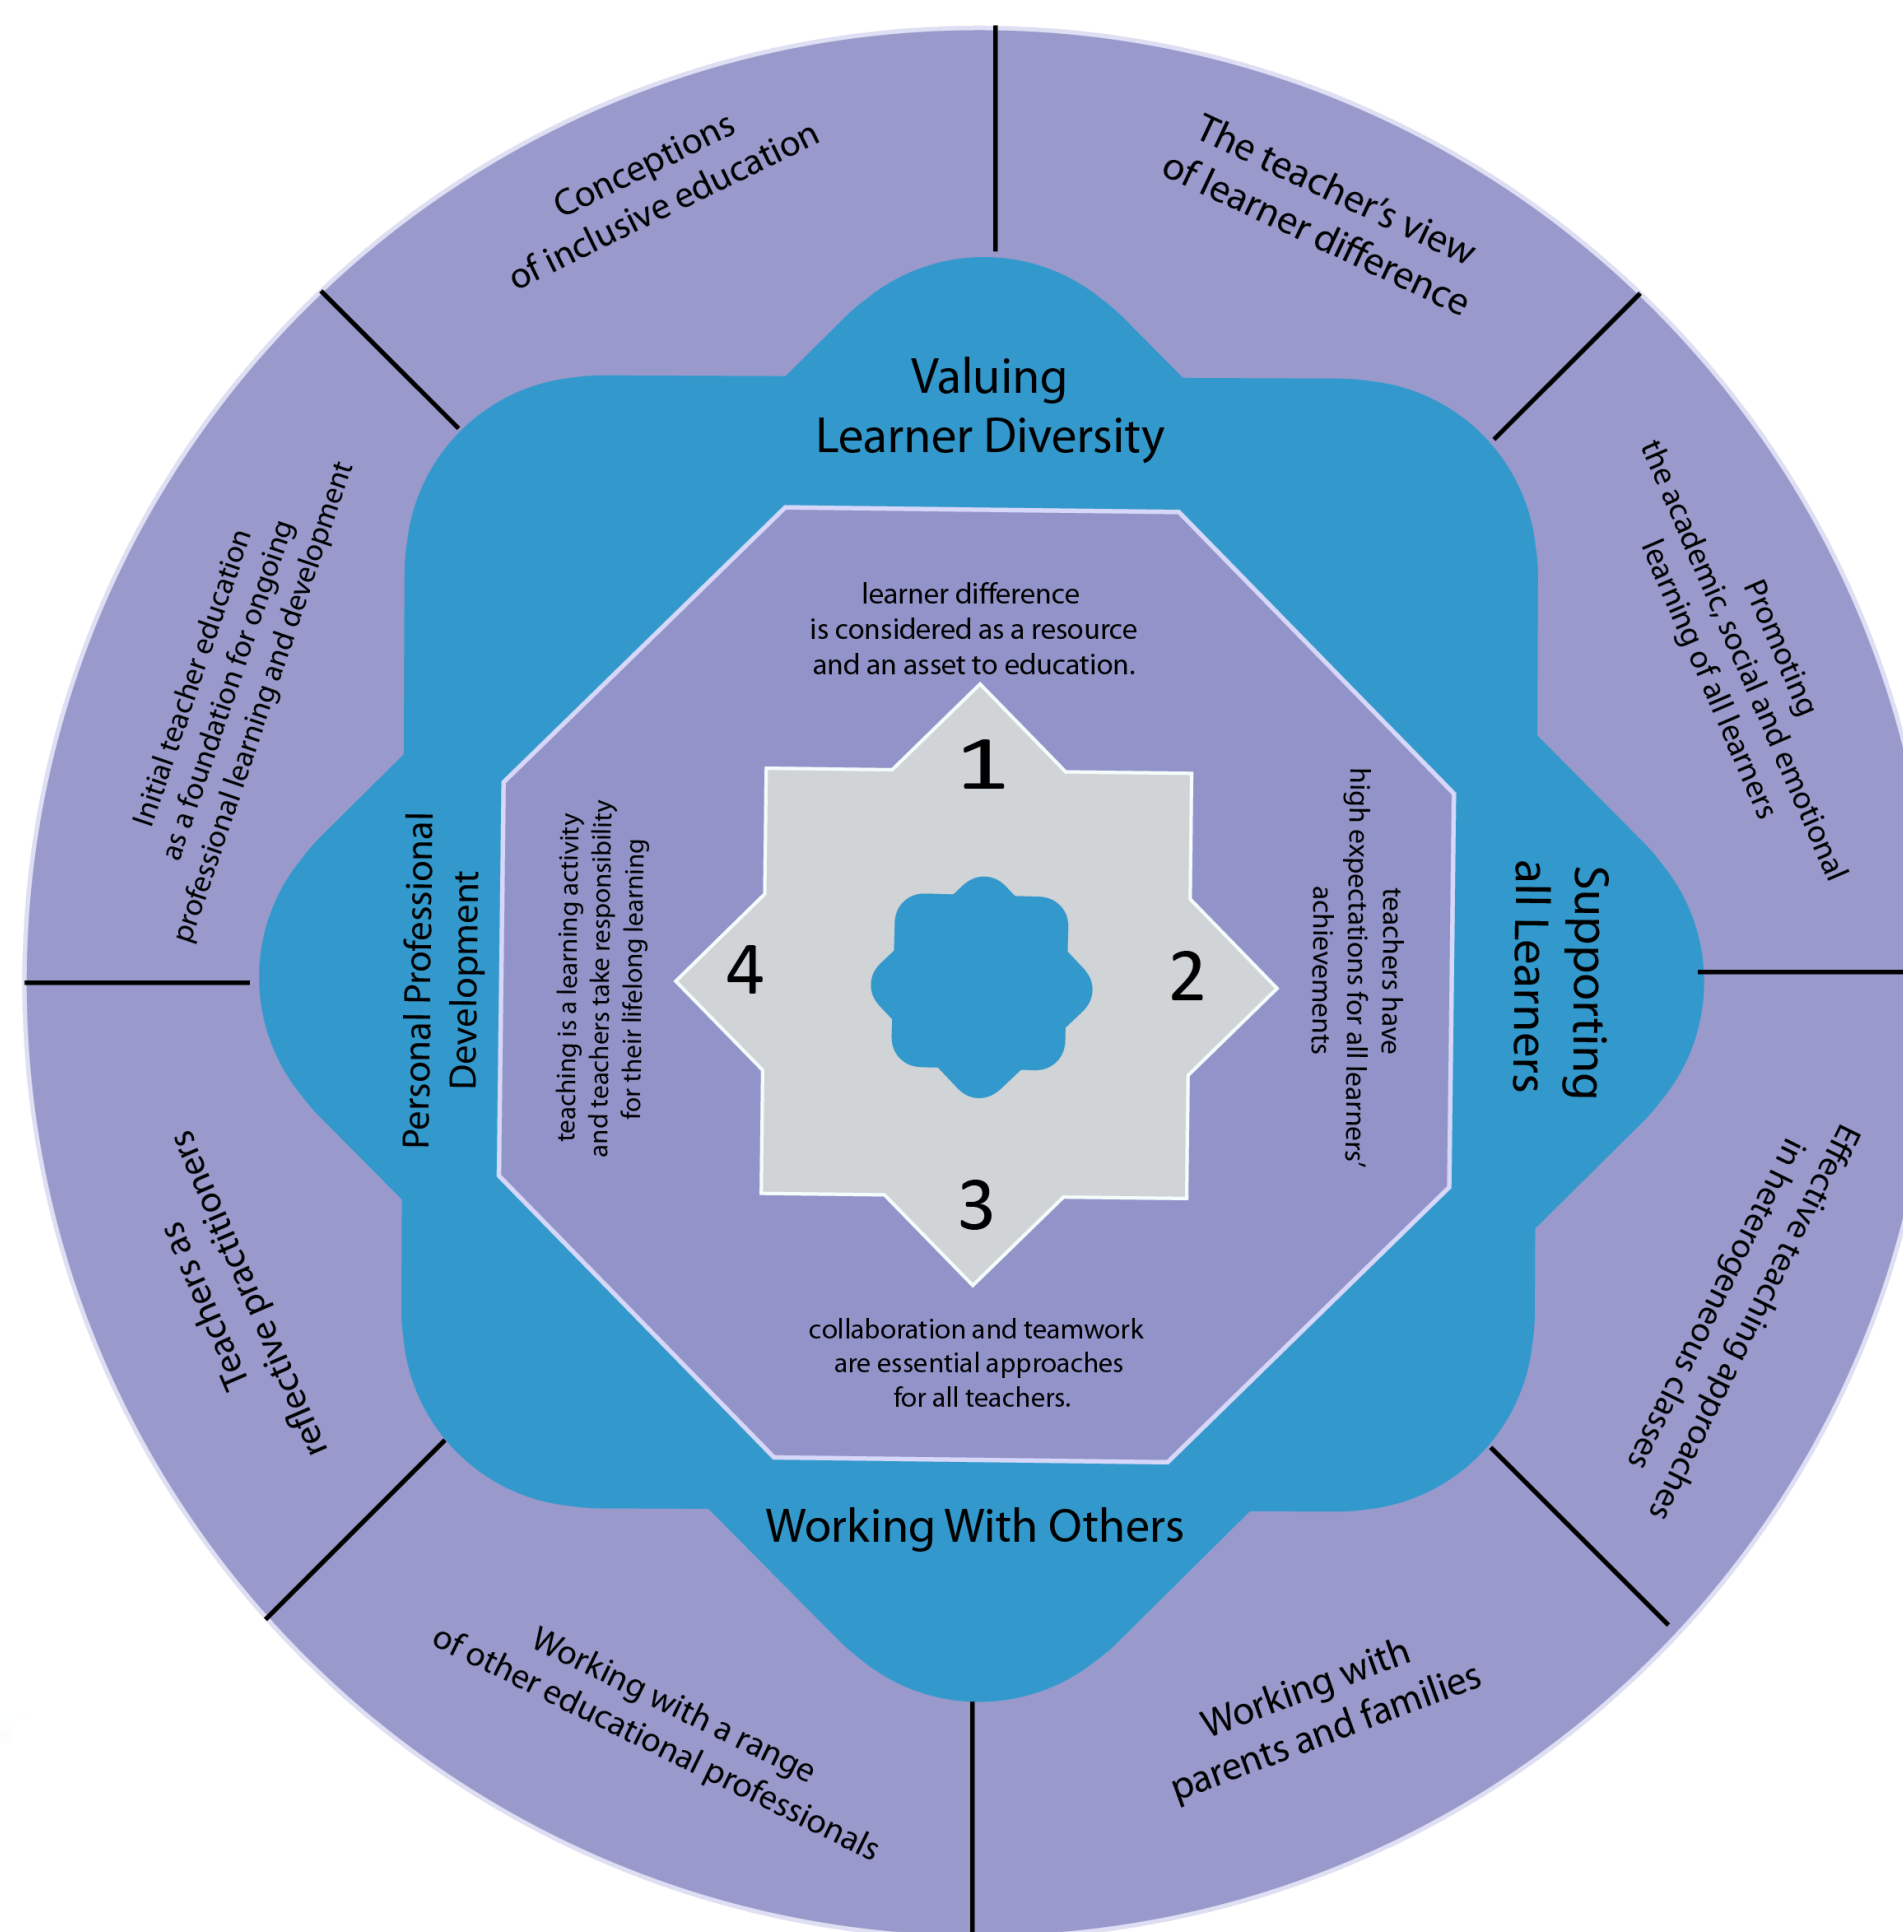 Conceptions
of inclusive education
The teacher's view
of learner difference
Promoting
the academic, social and emotional
learning of all learners
Effective teaching approaches
in heterogeneous classes
Working with
parents and families
Working with a range
of other educational professionals
Teachers as
reflective practitioners
Initial teacher education
as a foundation for ongoing
professional learning and development
Valuing
Learner Diversity
Supporting
all Learners
Working With Others
Personal Professional
Development
learner difference
is considered as a resource
and an asset to education.
teachers have
high expectations for all learners'
achievements
collaboration and teamwork
are essential approaches
for all teachers.
teaching is a learning activity
and teachers take responsibility
for their lifelong learning
1
2
3
4